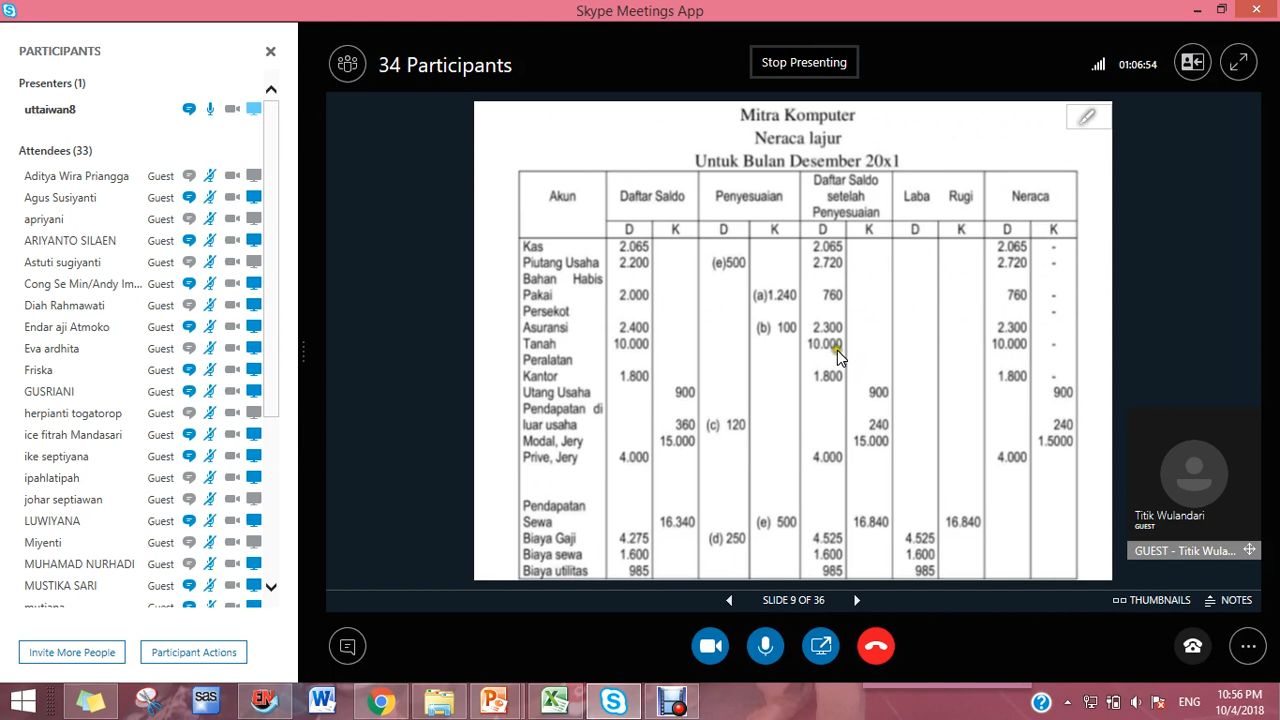 Skype Meetings App
PARTICIPANTS
Presenters (1)
uttaiwan8
Attendees (33)
Aditya Wira Priangga Guest
Agus Susiyanti Guest
apriyani Guest
ARIYANTO SILAEN Guest
Astuti sugiyanti Guest
Cong Se Min/Andy Im... Guest
Diah Rahmawati Guest
Endar aji Atmoko Guest
Eva ardhita Guest
Friska Guest
GUSRIANI Guest
herpianti togatorop Guest
ice fitrah Mandasari Guest
ike septiyana Guest
ipahlatipah Guest
johar septiawan Guest
LUWIYANA Guest
Miyenti Guest
MUHAMAD NURHADI Guest
MUSTIKA SARI Guest
mutiana Guest
Invite More People Participant Actions
34 Participants
Stop Presenting
01:06:54
Mitra Komputer
Neraca lajur
Untuk Bulan Desember 20x1
Akun Daftar Saldo Penyesuaian Daftar Saldo setelah Penyesuaian Laba Rugi Neraca
D K D K D K D K D K
Kas 2.065 2.065 2.065 -
Piutang Usaha 2.200 (e)500 2.720 2.720 -
Bahan Habis
Pakai 2.000 (a)1.240 760 760 -
Persekot -
Asuransi 2.400 (b) 100 2.300 2.300
Tanah 10.000 10.000 10.000 -
Peralatan
Kantor 1.800 1.800 1.800 -
Utang Usaha 900 900 900
Pendapatan di
luar usaha 360 (c) 120 240 240
Modal, Jery 15.000 15.000 1.5000
Prive, Jery 4.000 4.000 4.000
Pendapatan
Sewa 16.340 (e) 500 16.840 16.840
Biaya Gaji 4.275 (d) 250 4.525 4.525
Biaya sewa 1.600 1.600 1.600
Biaya utilitas 985 985 985
Titik Wulandari
GUEST
GUEST - Titik Wula...
SLIDE 9 OF 36
THUMBNAILS NOTES
sas EN W P X S
ENG
10:56 PM
10/4/2018